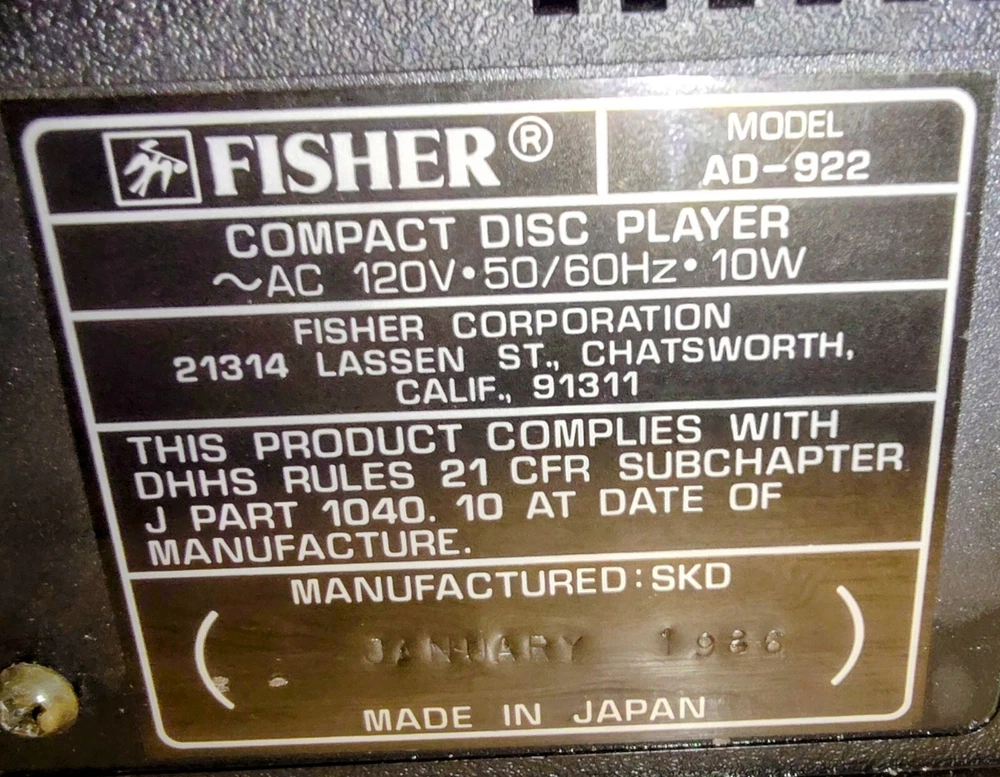 FISHER®
MODEL
AD-922
COMPACT DISC PLAYER
~AC 120V•50/60Hz•10W
FISHER CORPORATION
21314 LASSEN ST., CHATSWORTH,
CALIF., 91311
THIS PRODUCT COMPLIES WITH
DHHS RULES 21 CFR SUBCHAPTER
J PART 1040. 10 AT DATE OF
MANUFACTURE.
MANUFACTURED:SKD
( JANUARY 1986 )
MADE IN JAPAN